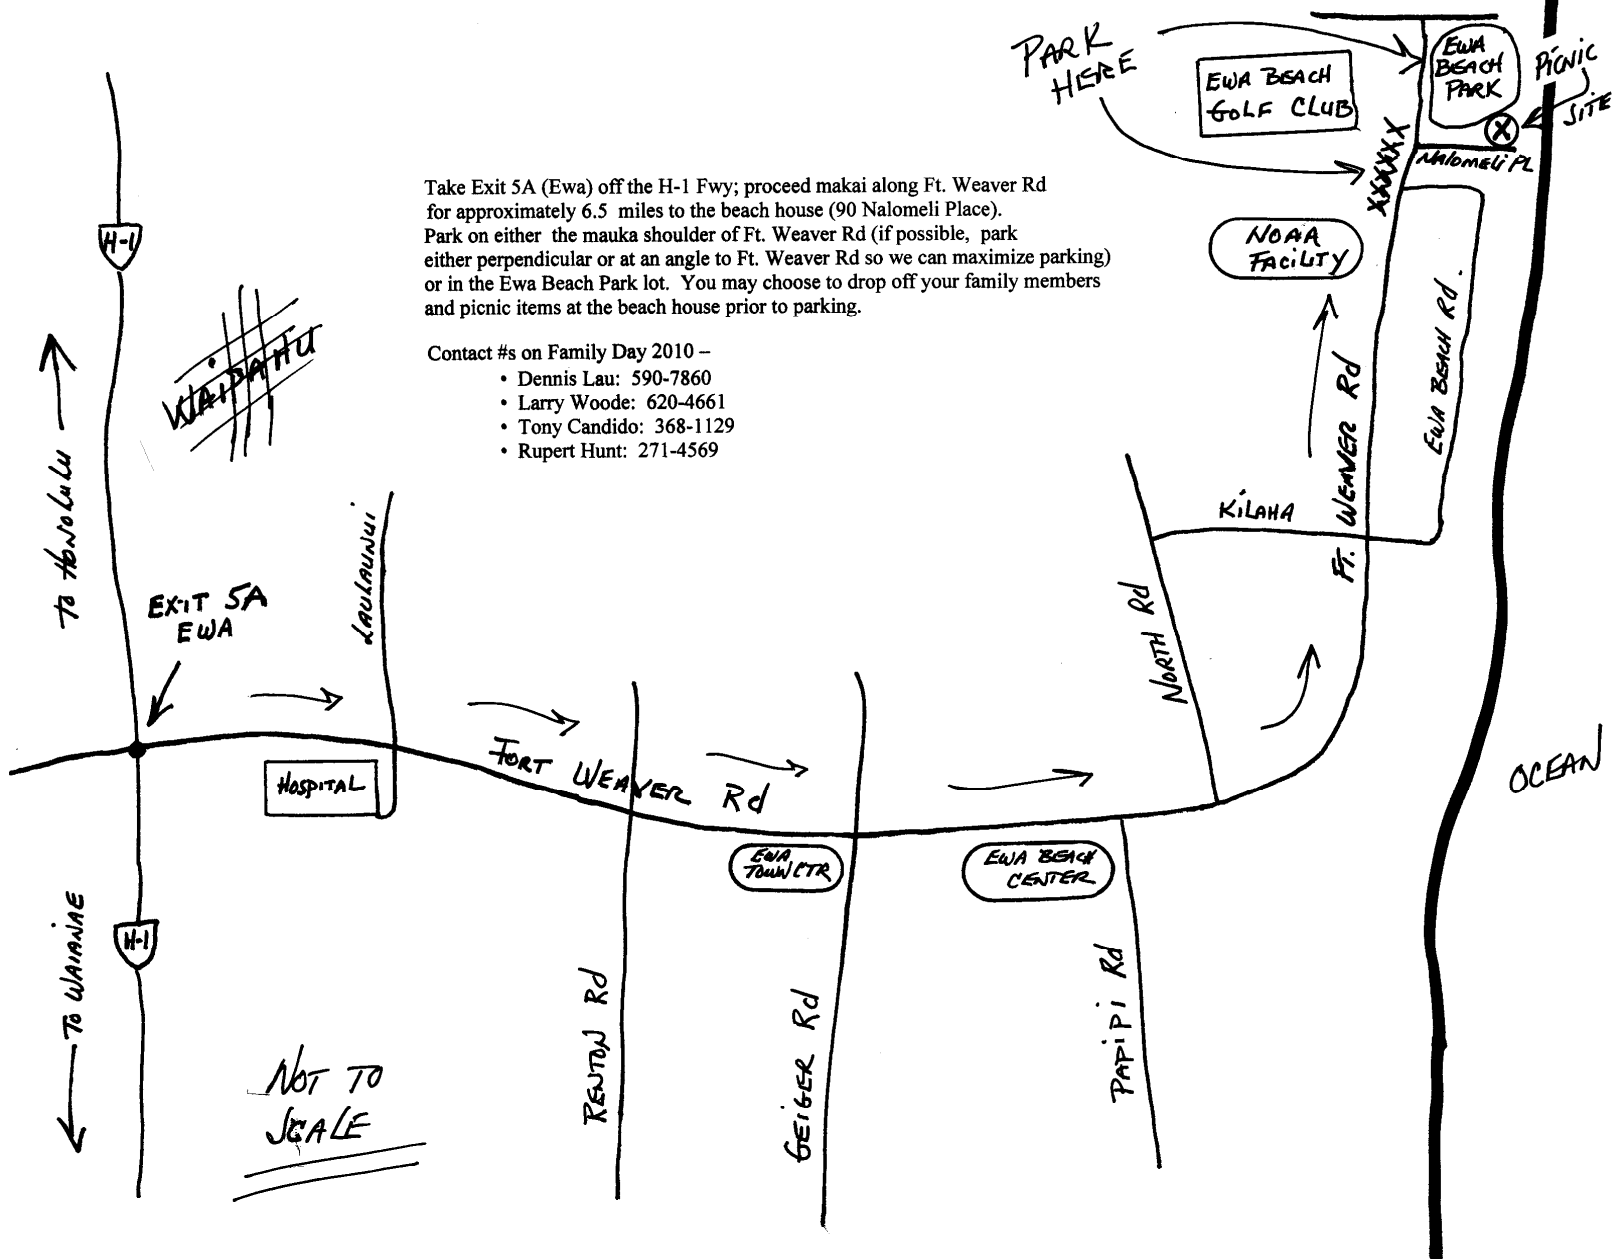 PARK
HERE
EWA BEACH
GOLF CLUB
EWA
BEACH
PARK
PICNIC
SITE
X
XXXXX
NALOMELI PL
Take Exit 5A (Ewa) off the H-1 Fwy; proceed makai along Ft. Weaver Rd
for approximately 6.5 miles to the beach house (90 Nalomeli Place).
Park on either the mauka shoulder of Ft. Weaver Rd (if possible, park
either perpendicular or at an angle to Ft. Weaver Rd so we can maximize parking)
or in the Ewa Beach Park lot. You may choose to drop off your family members
and picnic items at the beach house prior to parking.
Contact #s on Family Day 2010 –
• Dennis Lau: 590-7860
• Larry Woode: 620-4661
• Tony Candido: 368-1129
• Rupert Hunt: 271-4569
H-1
NOAA
FACILITY
WAIPAHU
EWA BEACH Rd.
FT. WEAVER Rd
KILAHA
TO HONOLULU
LAULAUNUI
EXIT 5A
EWA
NORTH Rd
FORT WEAVER Rd
HOSPITAL
OCEAN
EWA
TOWN CTR
EWA BEACH
CENTER
H-1
TO WAIANAE
RENTON Rd
GEIGER Rd
PAPIPI Rd
NOT TO
SCALE